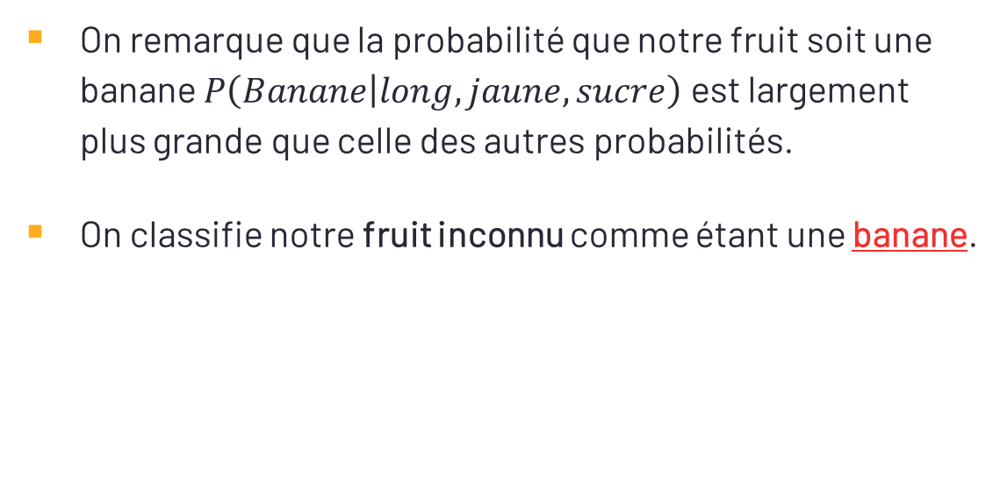 On remarque que la probabilité que notre fruit soit une
banane P(Banane|long, jaune, sucre) est largement
plus grande que celle des autres probabilités.
On classifie notre fruit inconnu comme étant une banane.